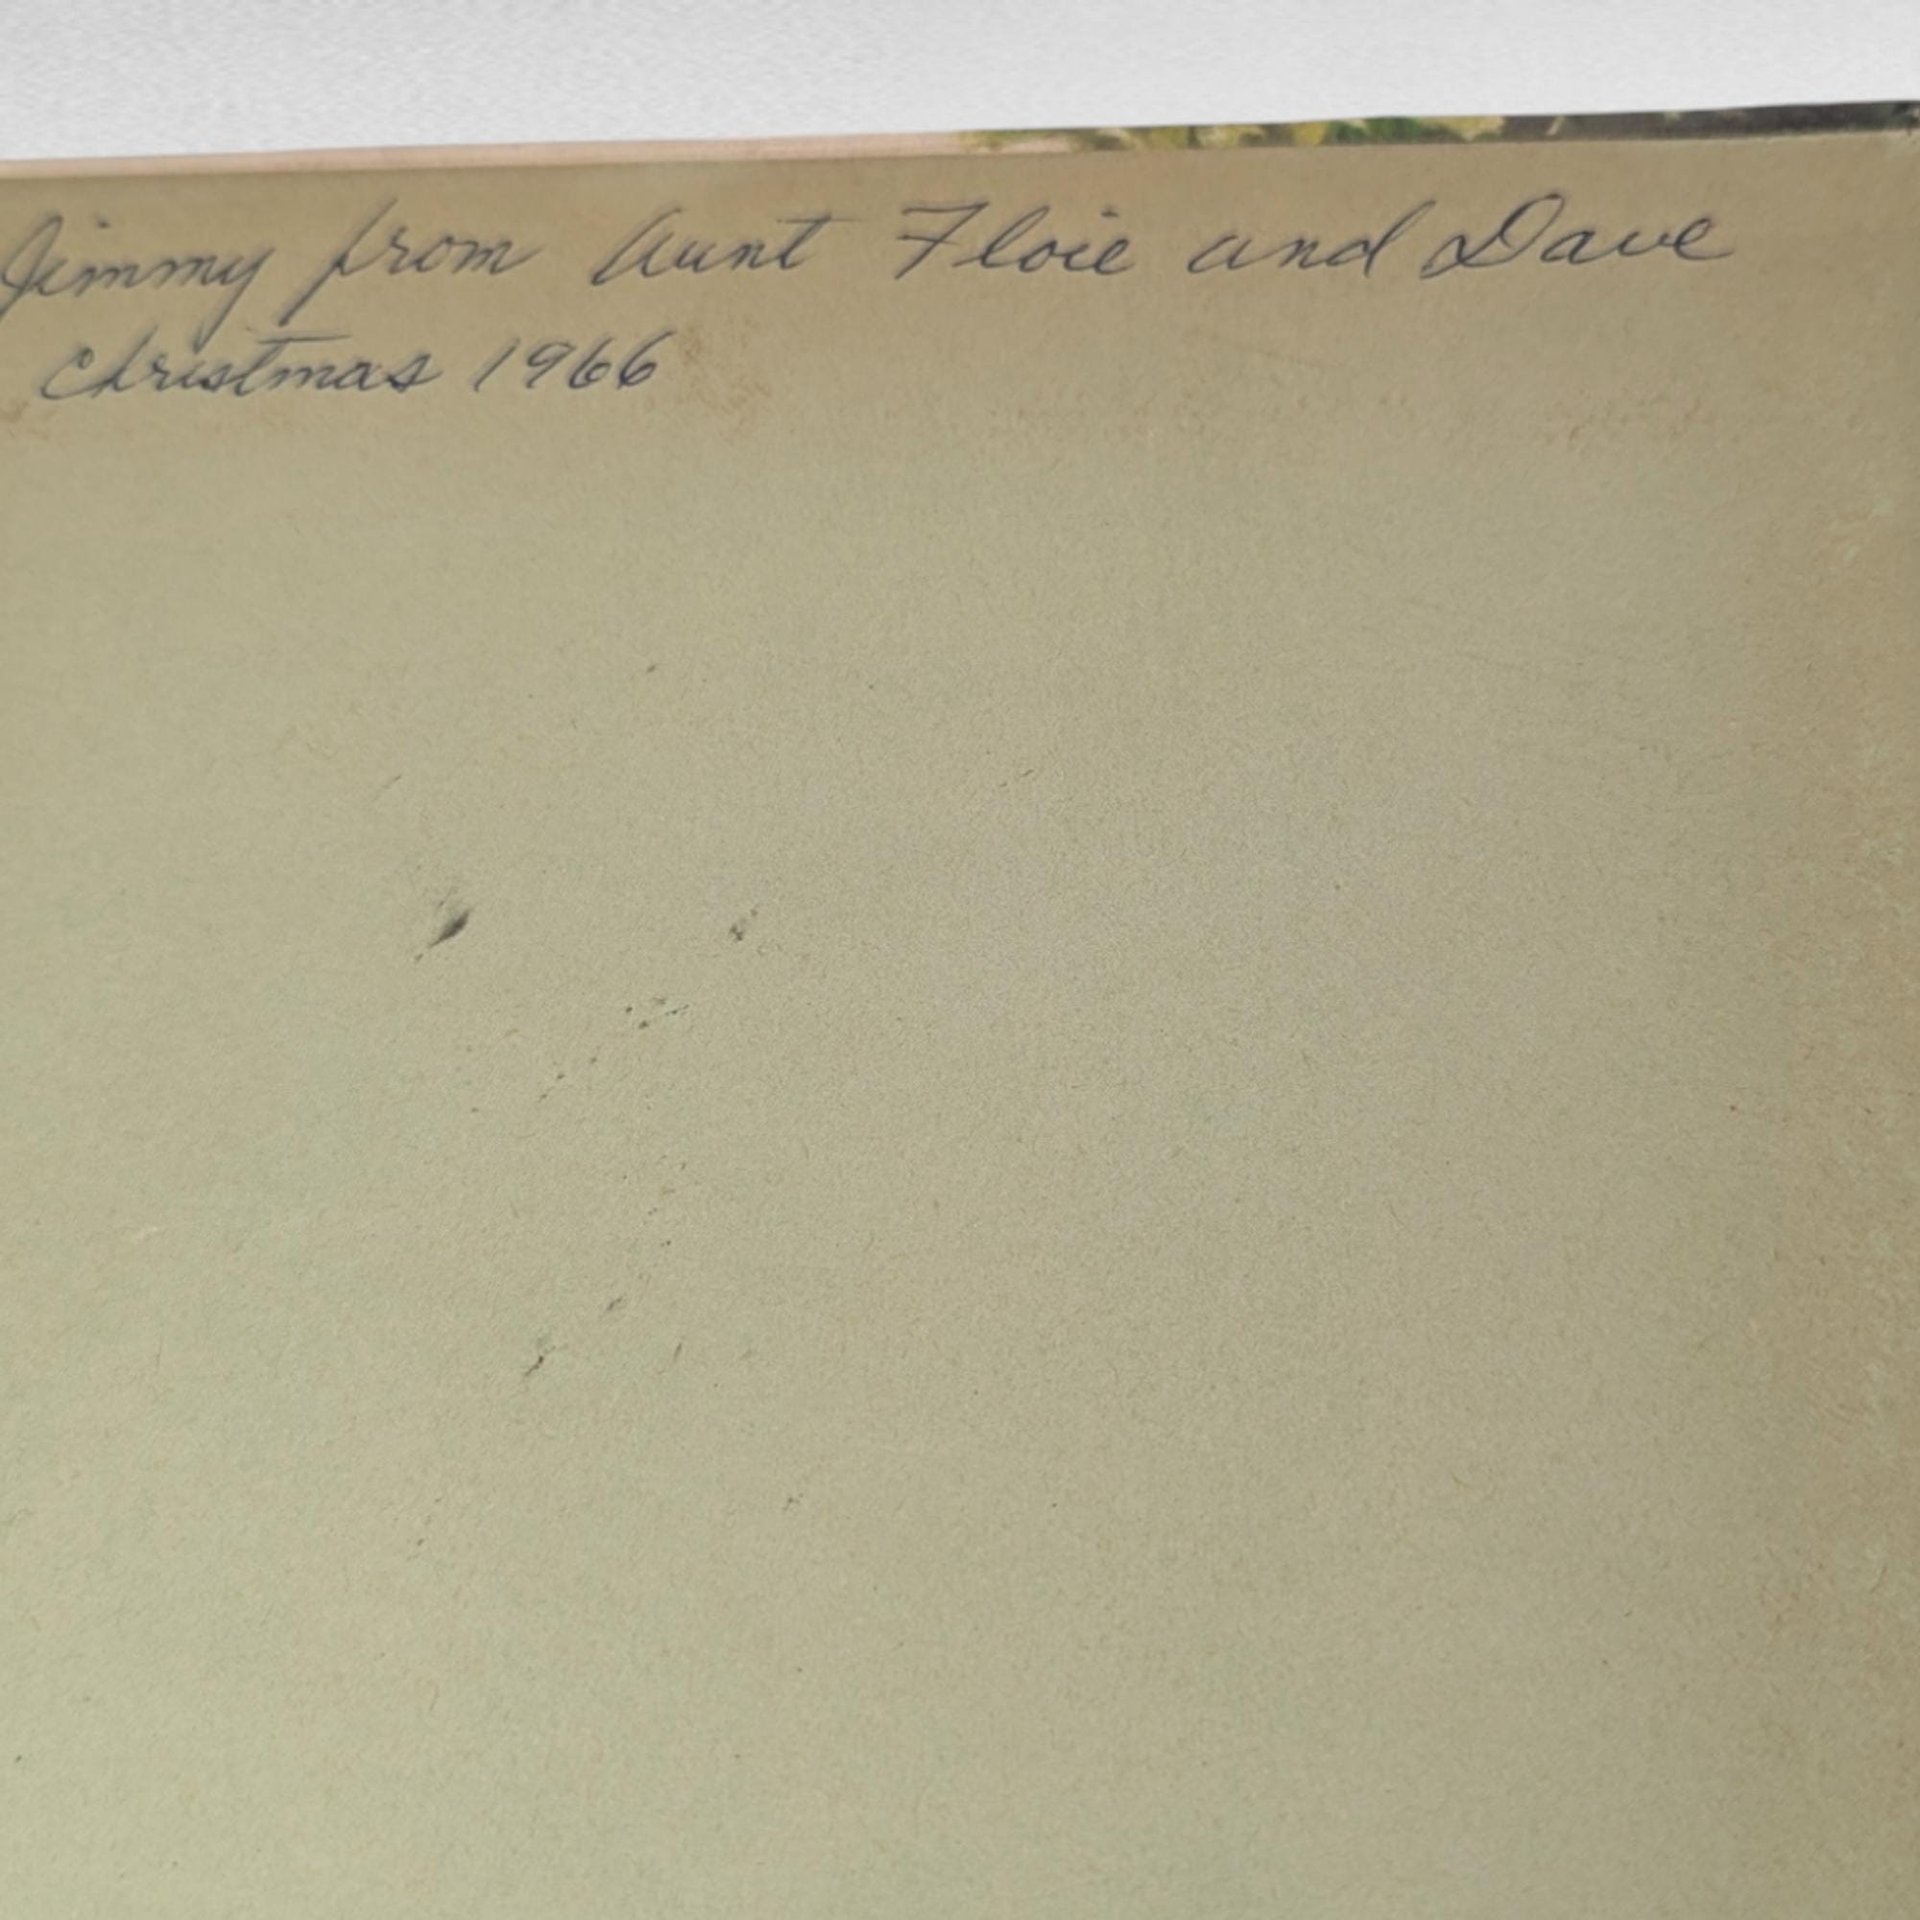 Jimmy from Aunt Floie and Dave
Christmas 1966